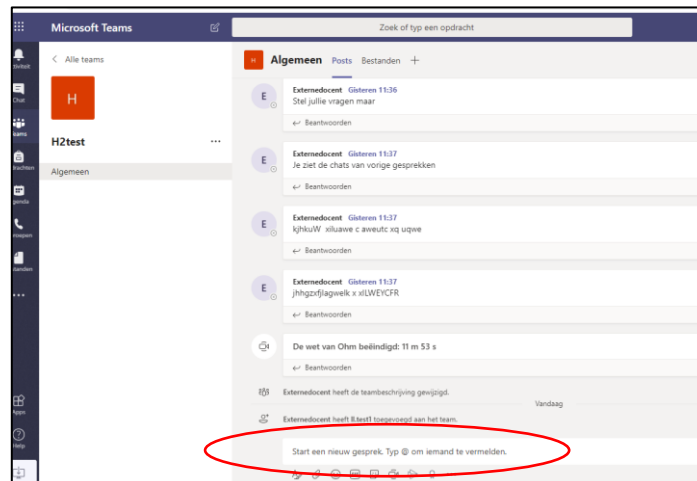 Microsoft Teams
Zoek of typ een opdracht
Alle teams
H
H2test
...
Algemeen
Chat
Apps
Help
H
Algemeen Posts Bestanden +
E
Externedocent Gisteren 11:36
Stel jullie vragen maar
Beantwoorden
E
Externedocent Gisteren 11:37
Je ziet de chats van vorige gesprekken
Beantwoorden
E
Externedocent Gisteren 11:37
kjhkuW xiluawe c aweutc xq uqwe
Beantwoorden
E
Externedocent Gisteren 11:37
Beantwoorden
De wet van Ohm beëindigd: 11 m 53 s
Beantwoorden
Externedocent heeft de teambeschrijving gewijzigd.
Vandaag
Externedocent heeft toegevoegd aan het team.
Start een nieuw gesprek. Typ @ om iemand te vermelden.